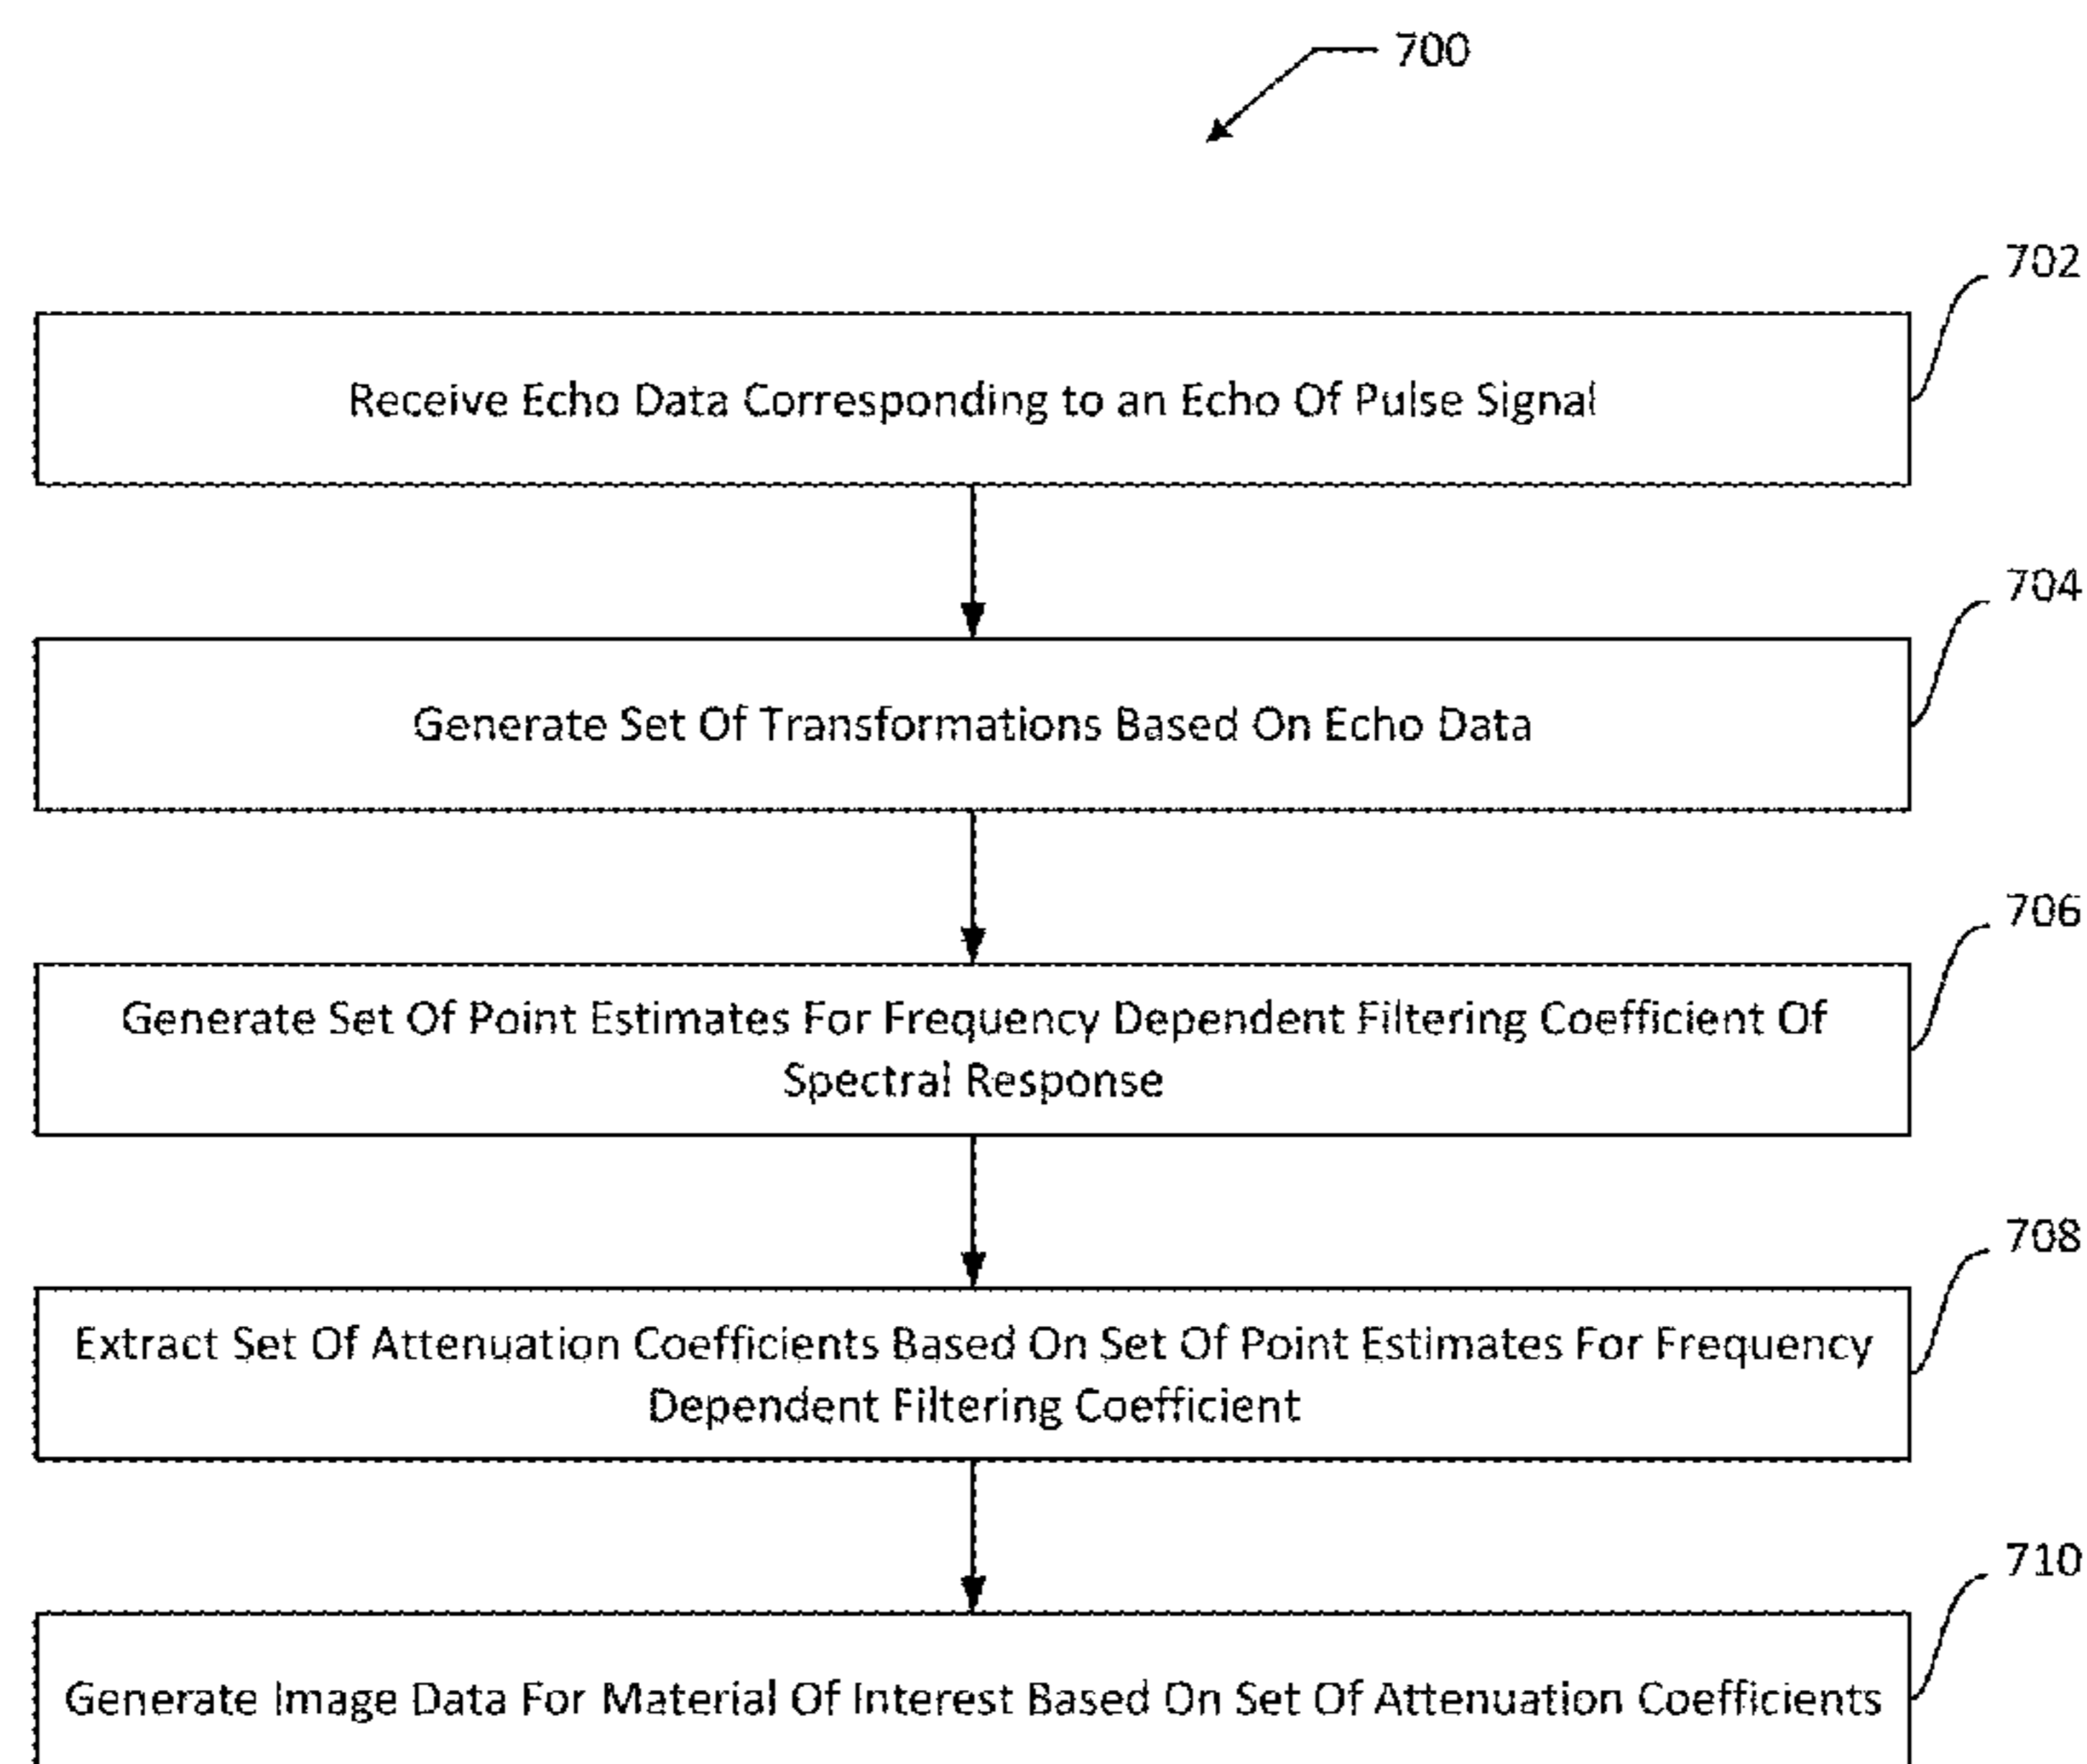 700
702
Receive Echo Data Corresponding to an Echo Of Pulse Signal
704
Generate Set Of Transformations Based On Echo Data
706
Generate Set Of Point Estimates For Frequency Dependent Filtering Coefficient Of
Spectral Response
708
Extract Set Of Attenuation Coefficients Based On Set Of Point Estimates For Frequency
Dependent Filtering Coefficient
710
Generate Image Data For Material Of Interest Based On Set Of Attenuation Coefficients